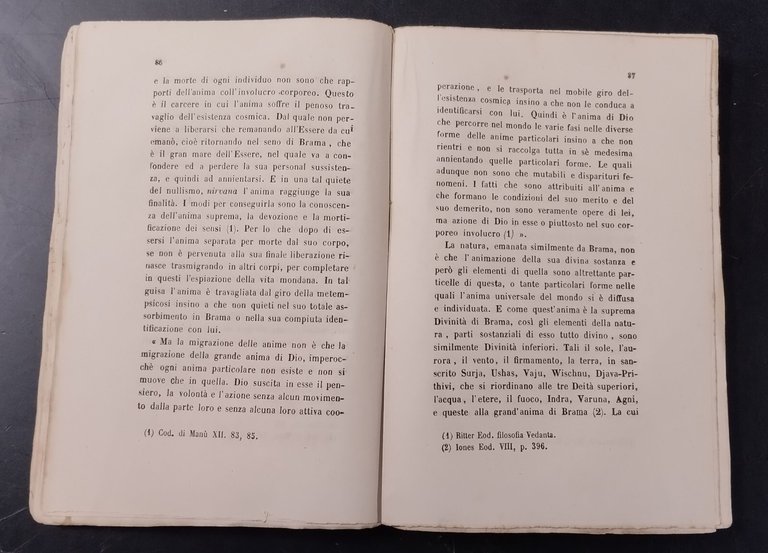 86
e la morte di ogni individuo non sono che rap-
porti dell'anima coll'involucro corporeo. Questo
è il carcere in cui l'anima soffre il penoso tra-
vaglio dell'esistenza cosmica. Dal quale non per-
viene a liberarsi che remanando all'Essere da cui
emanò, cioè ritornando nel seno di Brama, che
è il gran mare dell'Essere, nel quale va a con-
fondere ed a perdere la sua personal sussisten-
za, e quindi ad annientarsi. E in una tal quiete
del nullismo, nirvana l'anima raggiunge la sua
finalità. I modi per conseguirla sono la conoscen-
za dell'anima suprema, la devozione e la morti-
ficazione dei sensi (1). Per lo che dopo di es-
sersi l'anima separata per morte dal suo corpo,
se non è pervenuta alla sua finale liberazione ri-
nasce trasmigrando in altri corpi, per completare
in questi l'espiazione della vita mondana. In tal
guisa l'anima è travagliata dal giro della metem-
psicosi insino a che non quieti nel suo totale as-
sorbimento in Brama o nella sua compiuta iden-
tificazione con lui.
« Ma la migrazione delle anime non è che la
migrazione della grande anima di Dio, imperoc-
chè ogni anima particolare non esiste e non si
muove che in quella. Dio suscita in esse il pen-
siero, la volontà e l'azione senza alcun movimen-
to dalla parte loro e senza alcuna loro attiva coo-
(1) Cod. di Manù XII. 83, 85.
87
perazione, e le trasporta nel mobile giro del-
l'esistenza cosmica insino a che non le conduca a
identificarsi con lui. Quindi è l'anima di Dio
che percorre nel mondo le varie fasi nelle diverse
forme delle anime particolari insino a che non
rientri e non si raccolga tutta in sè medesima
annientando quelle particolari forme. Le quali
adunque non sono che mutabili e disparituri fe-
nomeni. I fatti che sono attribuiti all'anima e
che formano le condizioni del suo merito e del
suo demerito, non sono veramente opere di lei,
ma azione di Dio in esse o piuttosto nel suo cor-
poreo involucro (1) ».
La natura, emanata similmente da Brama, non
è che l'animazione della sua divina sostanza e
però gli elementi di quella sono altrettante par-
ticelle di questa, o tante particolari forme nelle
quali l'anima universale del mondo si è diffusa
e individuata. E come quest'anima è la suprema
Divinità di Brama, così gli elementi della natu-
ra, parti sostanziali di esso tutto divino, sono
similmente Divinità inferiori. Tali il sole, l'au-
rora, il vento, il firmamento, la terra, in san-
scrito Surja, Ushas, Vaju, Wischnu, Djava-Pri-
thivi, che si riordinano alle tre Deità superiori,
l'acqua, l'etere, il fuoco, Indra, Varuna, Agni,
e queste alla grand'anima di Brama (2). La cui
(1) Ritter Eod. filosofia Vedanta.
(2) Iones Eod. VIII, p. 396.